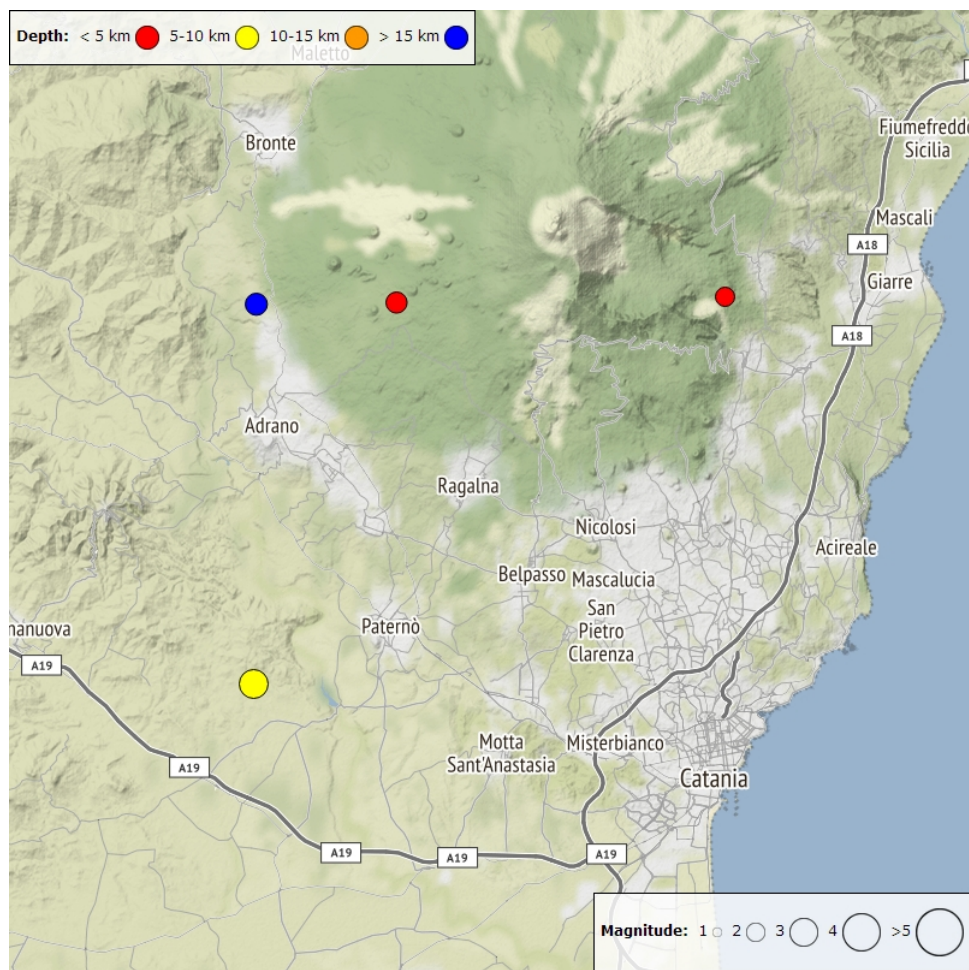 Depth: < 5 km 5-10 km 10-15 km > 15 km
Maletto
Bronte
Fiumefreddo
Sicilia
Mascali
A18
Giarre
A18
Adrano
Ragalna
Nicolosi
Acireale
Belpasso
Mascalucia
San
Pietro
Clarenza
Paternò
nanuova
A19
Motta
Sant'Anastasia
Misterbianco
A19
Catania
A19
A19
A19
Magnitude: 1 2 3 4 >5